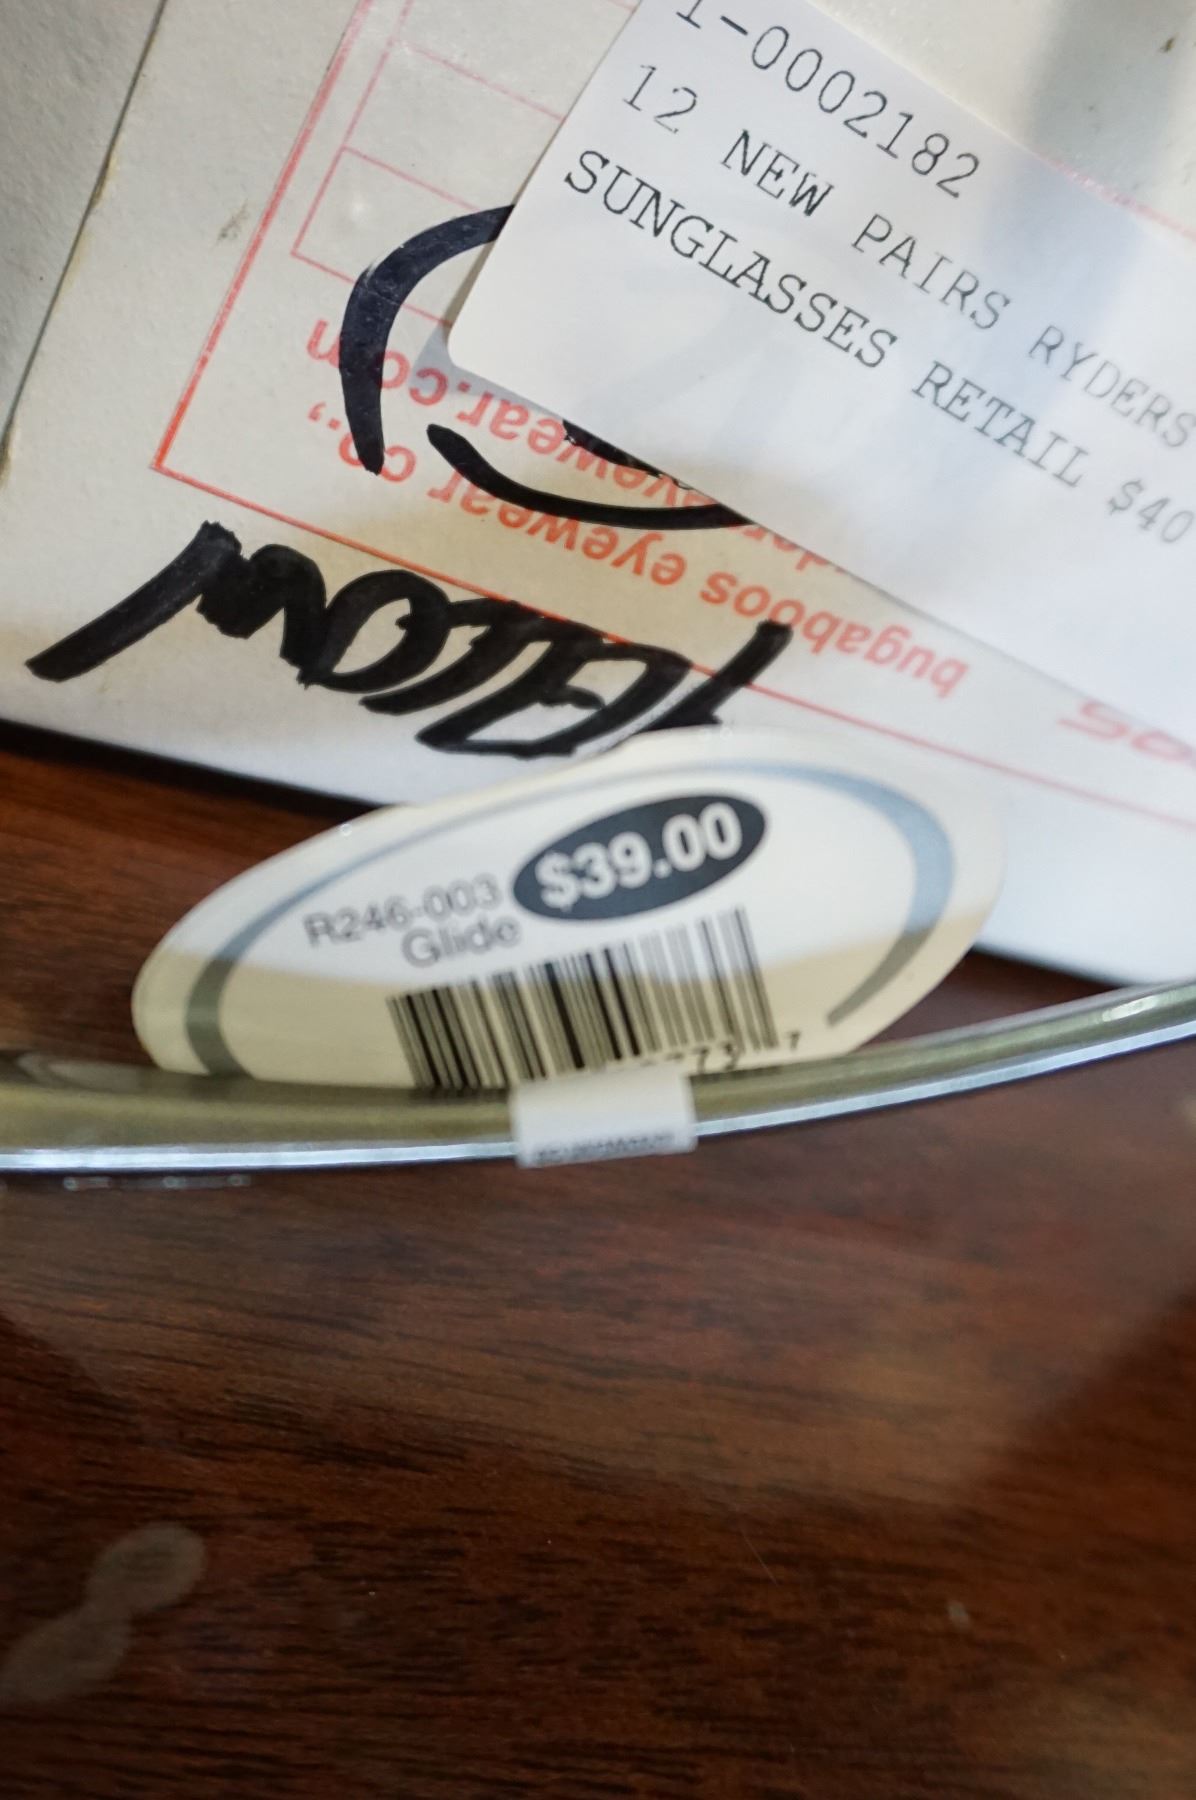 1-0002182
12 NEW PAIRS RYDERS
SUNGLASSES RETAIL $40
bugaboos eyewear co.,
YELLOW
$39.00
R246-003
Glide